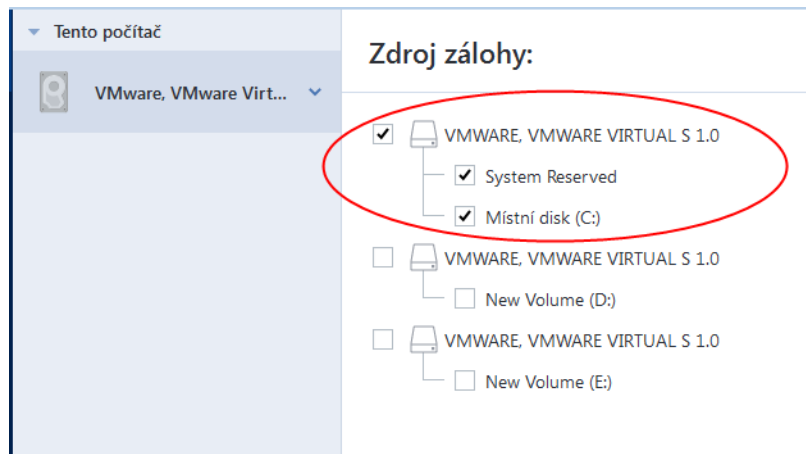 Tento počítač
VMware, VMware Virt...
Zdroj zálohy:
VMWARE, VMWARE VIRTUAL S 1.0
System Reserved
Místní disk (C:)
VMWARE, VMWARE VIRTUAL S 1.0
New Volume (D:)
VMWARE, VMWARE VIRTUAL S 1.0
New Volume (E:)